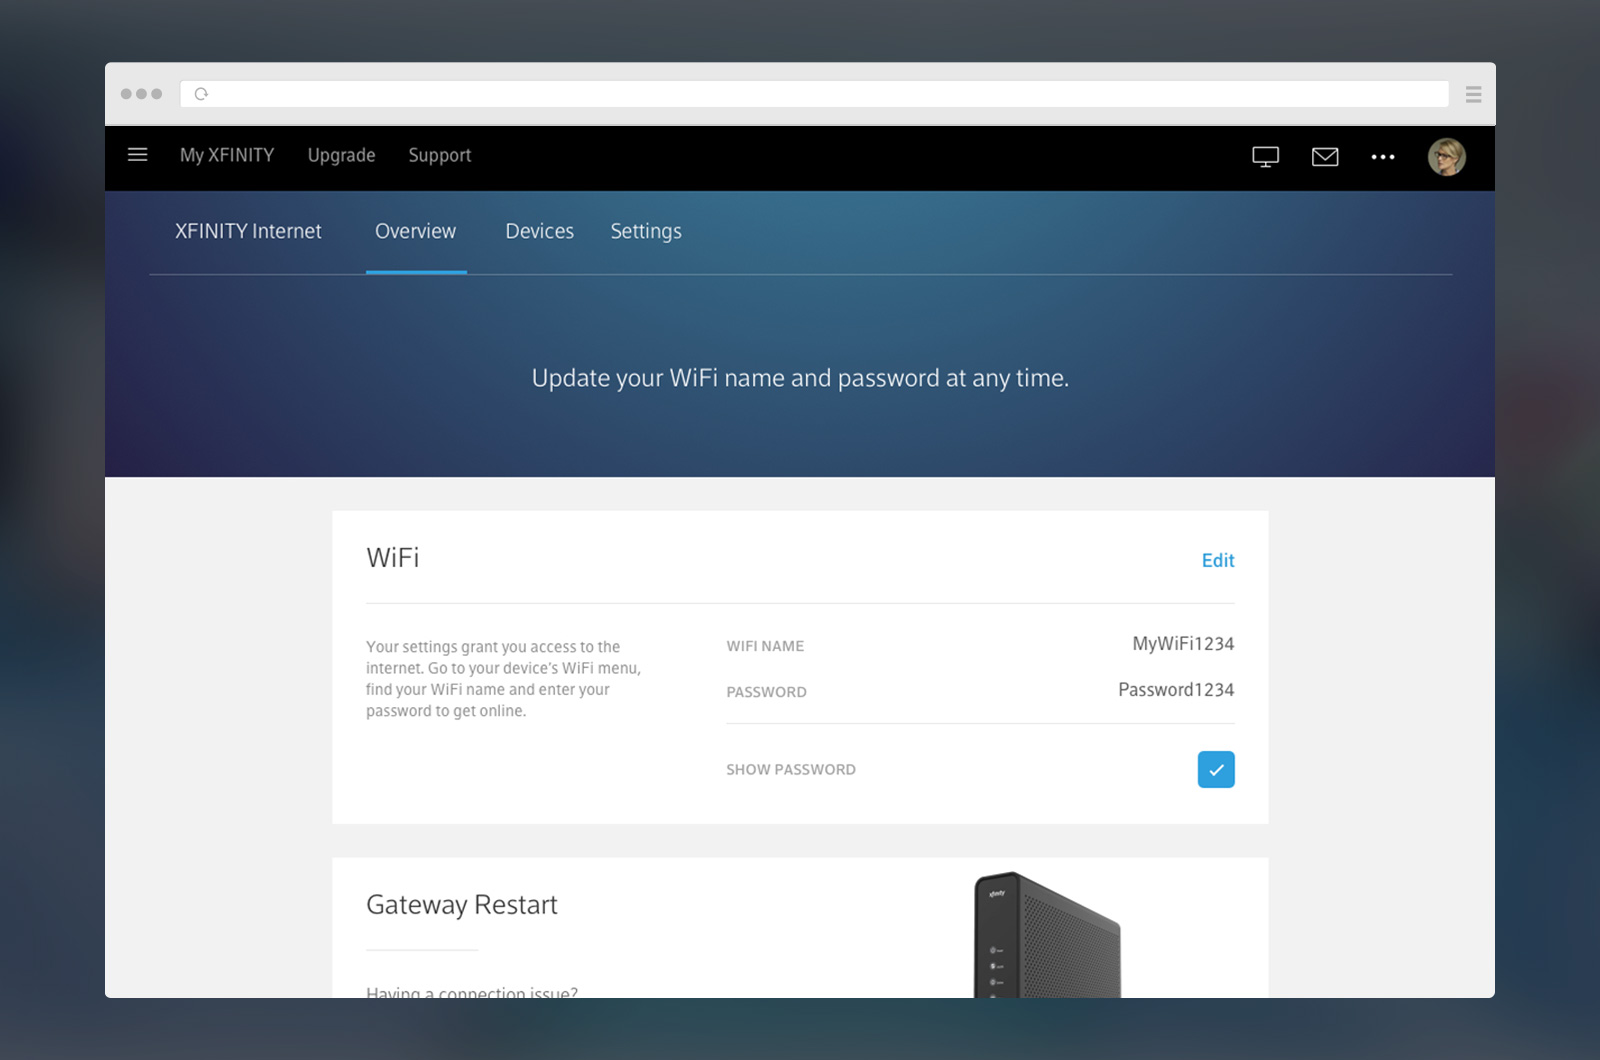 My XFINITY Upgrade Support
XFINITY Internet Overview Devices Settings
Update your WiFi name and password at any time.
WiFi
Edit
Your settings grant you access to the
internet. Go to your device's WiFi menu,
find your WiFi name and enter your
password to get online.
WIFI NAME MyWiFi1234
PASSWORD Password1234
SHOW PASSWORD
Gateway Restart
xfinity
Having a connection issue?